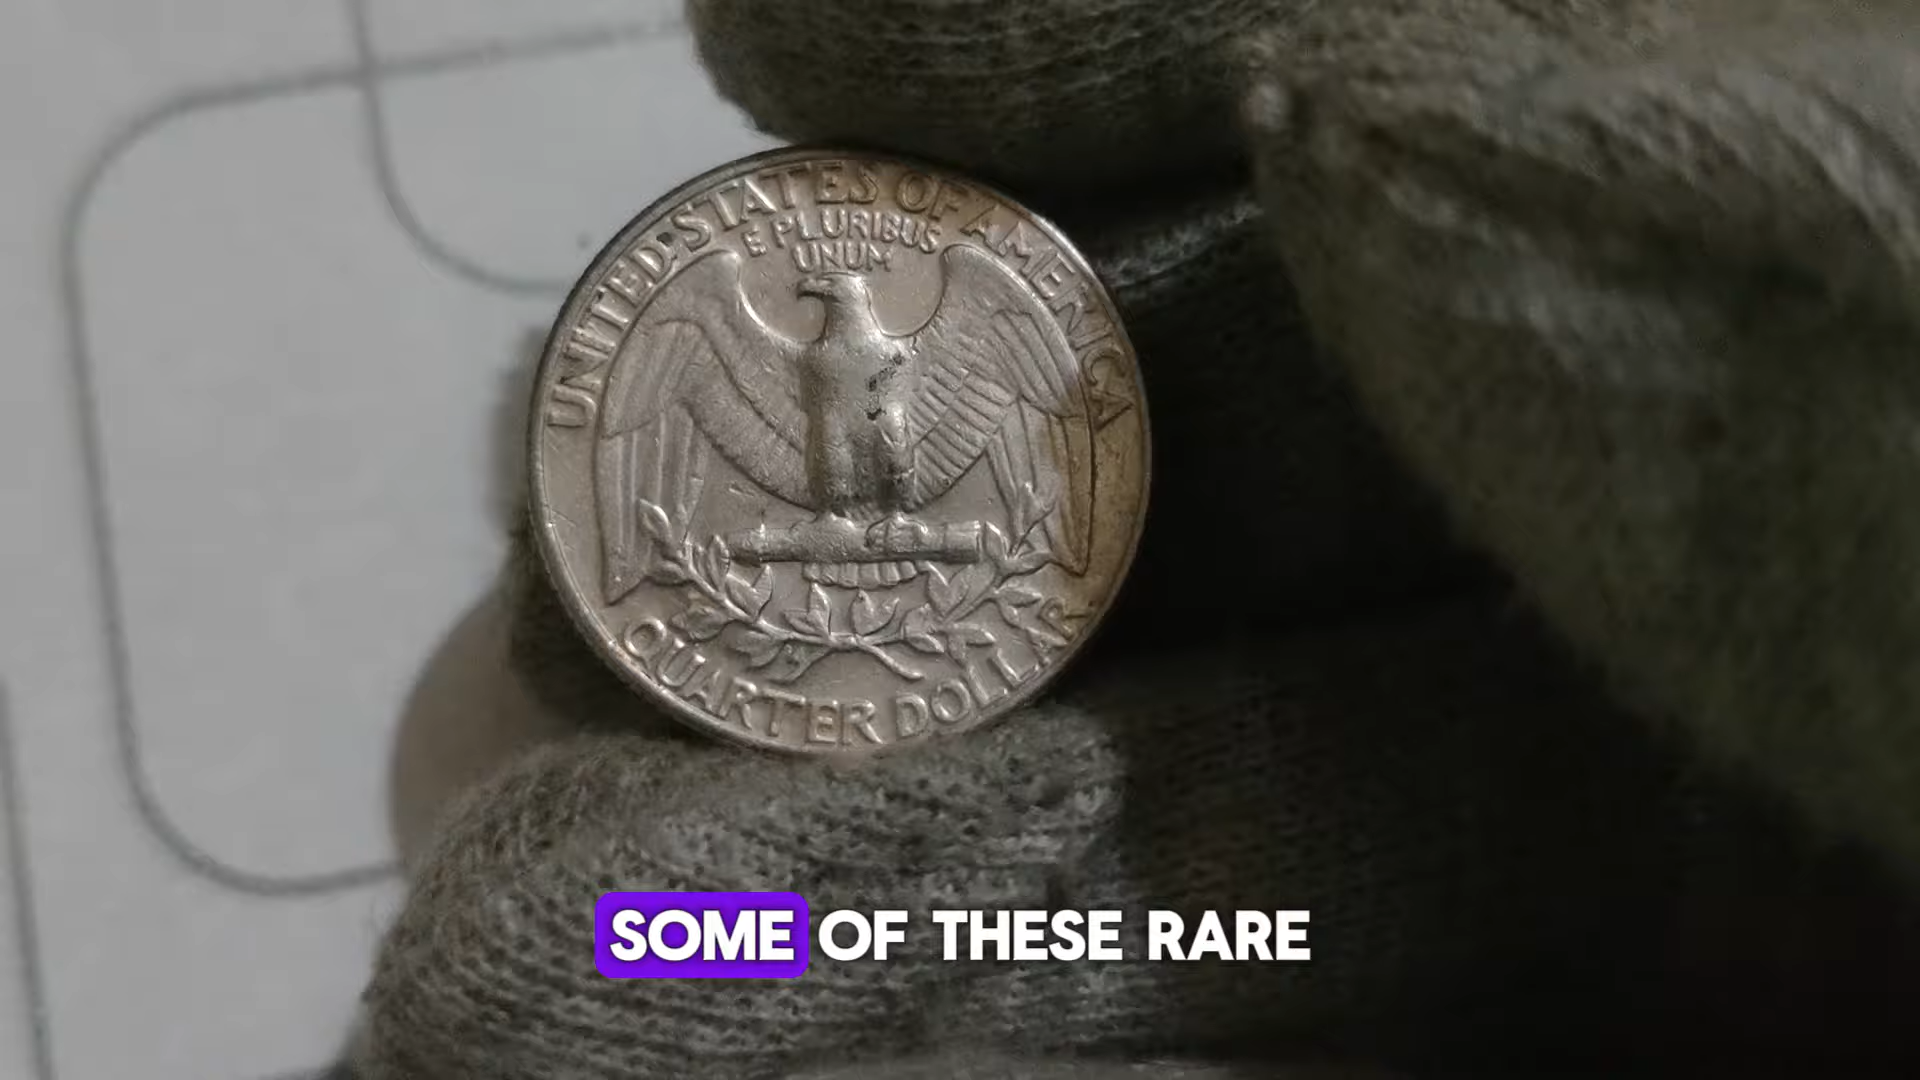 UNITED STATES OF AMERICA
E PLURIBUS
UNUM
QUARTER DOLLAR
SOME OF THESE RARE